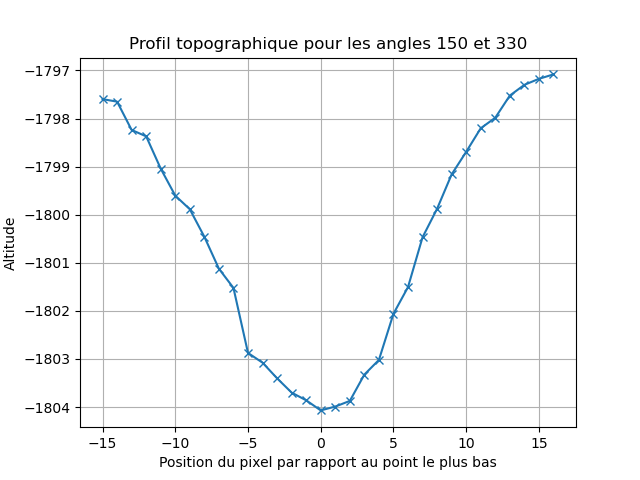 Profil topographique pour les angles 150 et 330
Altitude
−1797
−1798
−1799
−1800
−1801
−1802
−1803
−1804
−15 −10 −5 0 5 10 15
Position du pixel par rapport au point le plus bas